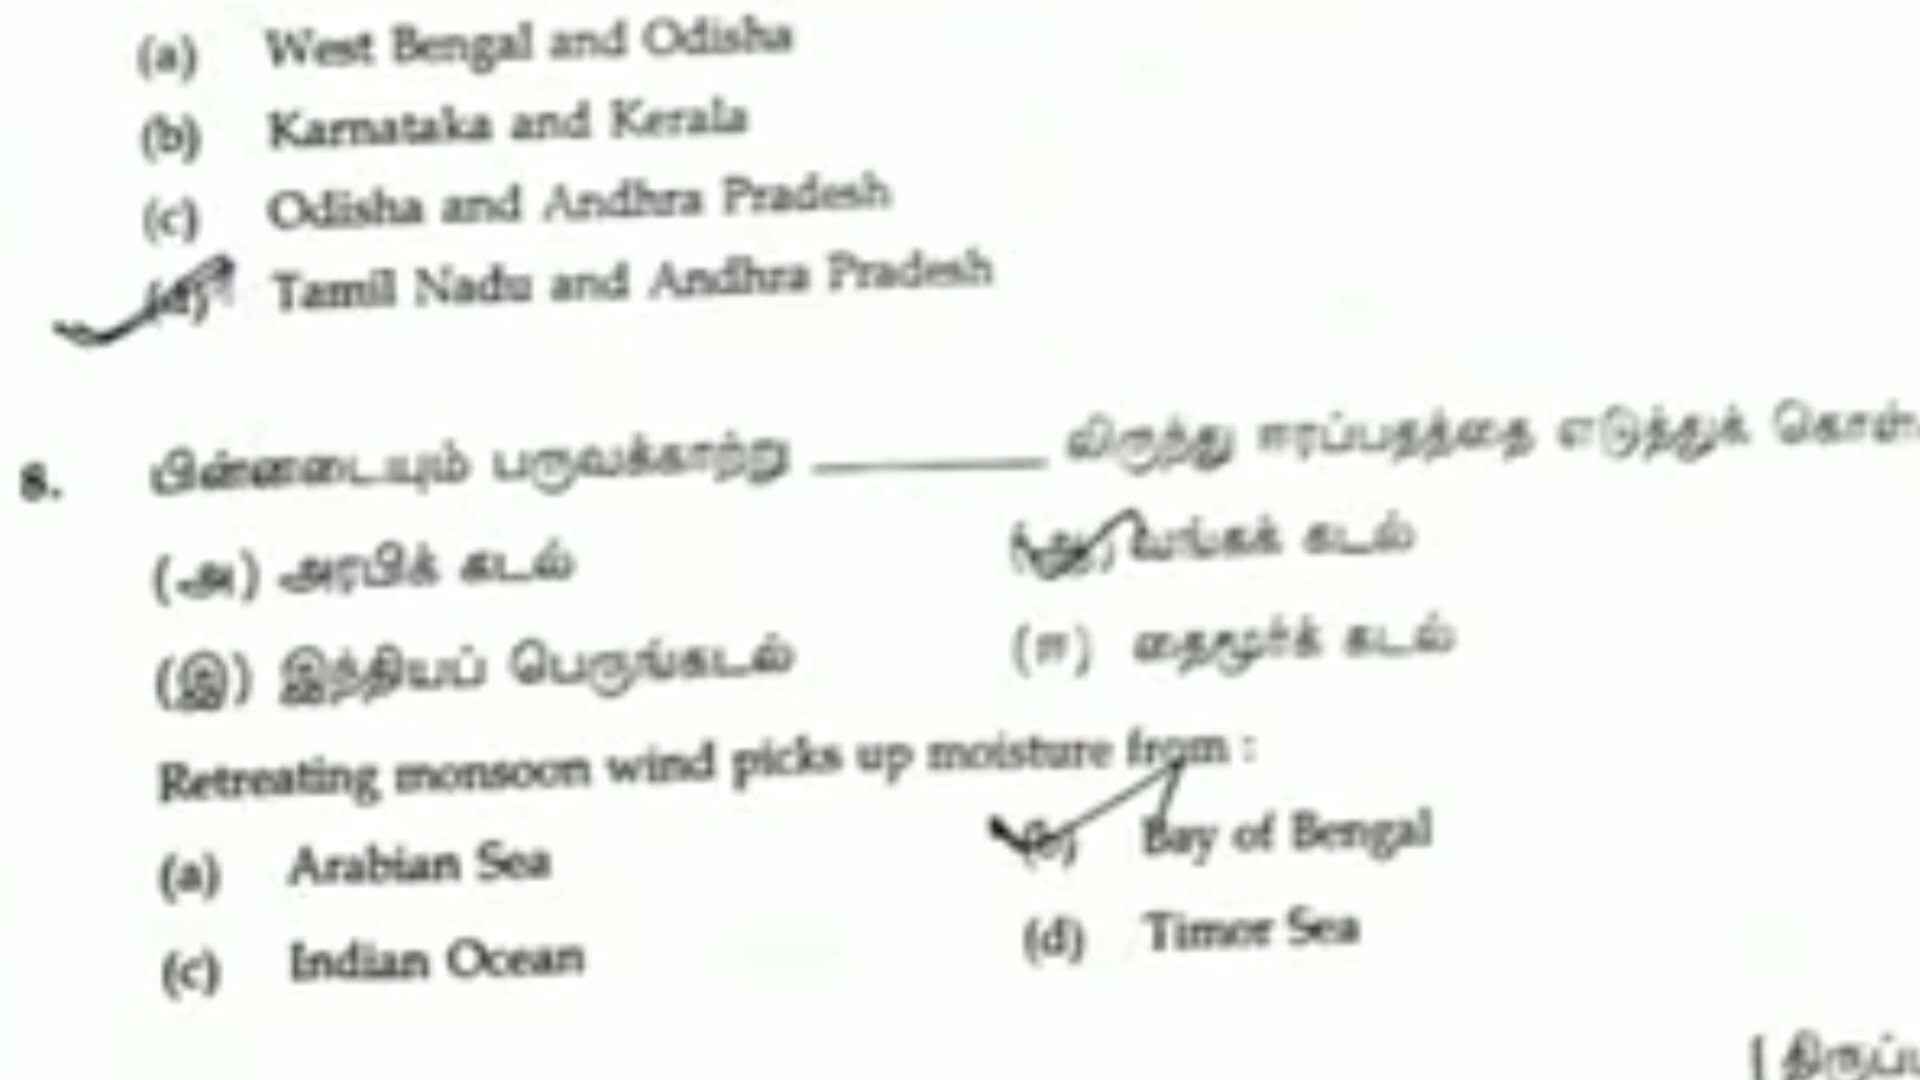 (a) West Bengal and Odisha
(b) Karnataka and Kerala
(c) Odisha and Andhra Pradesh
(d) Tamil Nadu and Andhra Pradesh
8. பின்னடையும் பருவக்காற்று ________ லிருந்து ஈரப்பதத்தை எடுத்துக்
(அ) அரபிக் கடல் (ஆ) வங்கக் கடல்
(இ) இந்தியப் பெருங்கடல் (ஈ) தைமூர்க் கடல்
Retreating monsoon wind picks up moisture from :
(a) Arabian Sea (b) Bay of Bengal
(c) Indian Ocean (d) Timor Sea